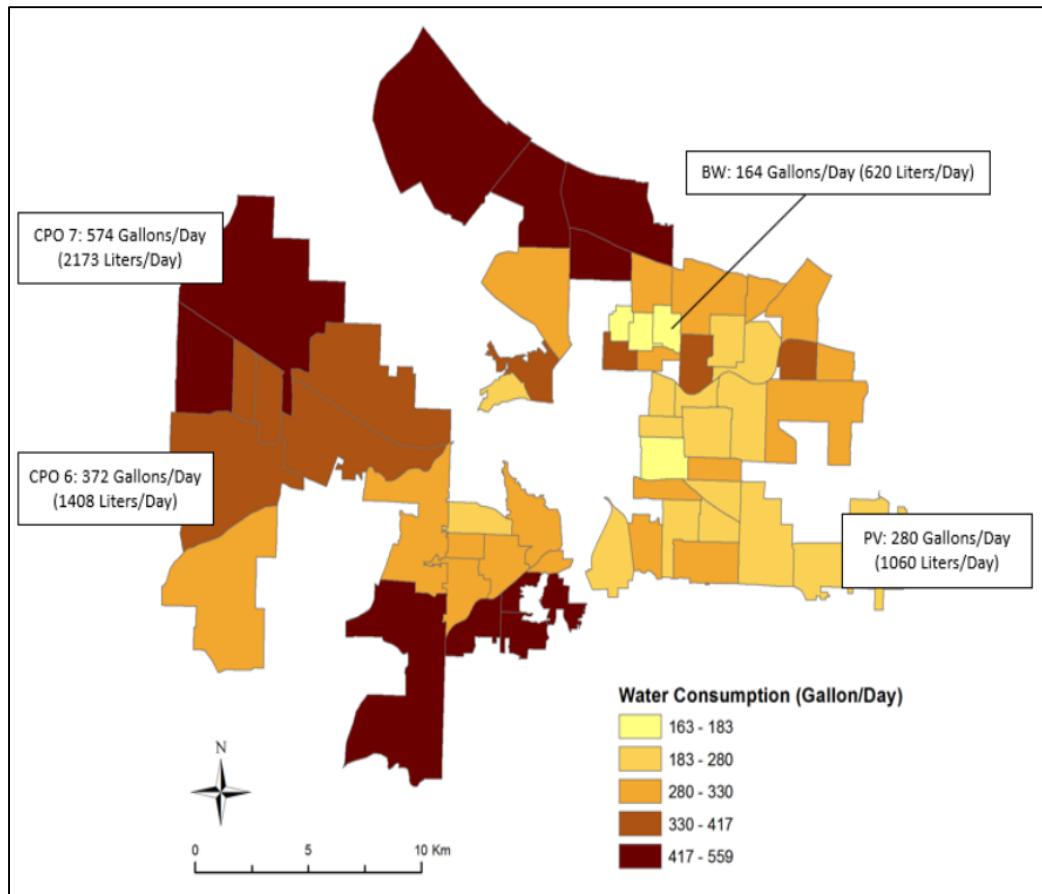 BW: 164 Gallons/Day (620 Liters/Day)
CPO 7: 574 Gallons/Day
(2173 Liters/Day)
CPO 6: 372 Gallons/Day
(1408 Liters/Day)
PV: 280 Gallons/Day
(1060 Liters/Day)
Water Consumption (Gallon/Day)
163 - 183
183 - 280
280 - 330
330 - 417
417 - 559
N
0 5 10 Km